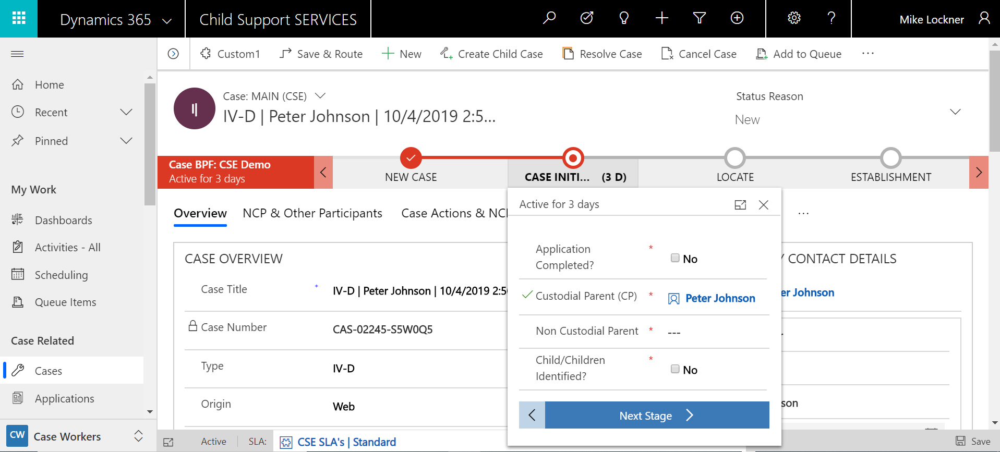 Dynamics 365
Child Support SERVICES
Mike Lockner
Custom1
Save & Route
New
Create Child Case
Resolve Case
Cancel Case
Add to Queue
...
Home
Recent
Pinned
My Work
Dashboards
Activities - All
Scheduling
Queue Items
Case Related
Cases
Applications
CW
Case Workers
I|
Case: MAIN (CSE)
IV-D | Peter Johnson | 10/4/2019 2:5...
Status Reason
New
Case BPF: CSE Demo
Active for 3 days
NEW CASE
CASE INITI... (3 D)
LOCATE
ESTABLISHMENT
Overview
NCP & Other Participants
Case Actions & NC
...
CASE OVERVIEW
Case Title
+
IV-D | Peter Johnson | 10/4/2019 2:5
Case Number
CAS-02245-S5W0Q5
Type
IV-D
Origin
Web
Active for 3 days
Application
Completed?
*
No
Custodial Parent (CP)
*
Peter Johnson
Non Custodial Parent
*
---
Child/Children
Identified?
*
No
Next Stage
CONTACT DETAILS
er Johnson
son
Active
SLA:
CSE SLA's | Standard
Save